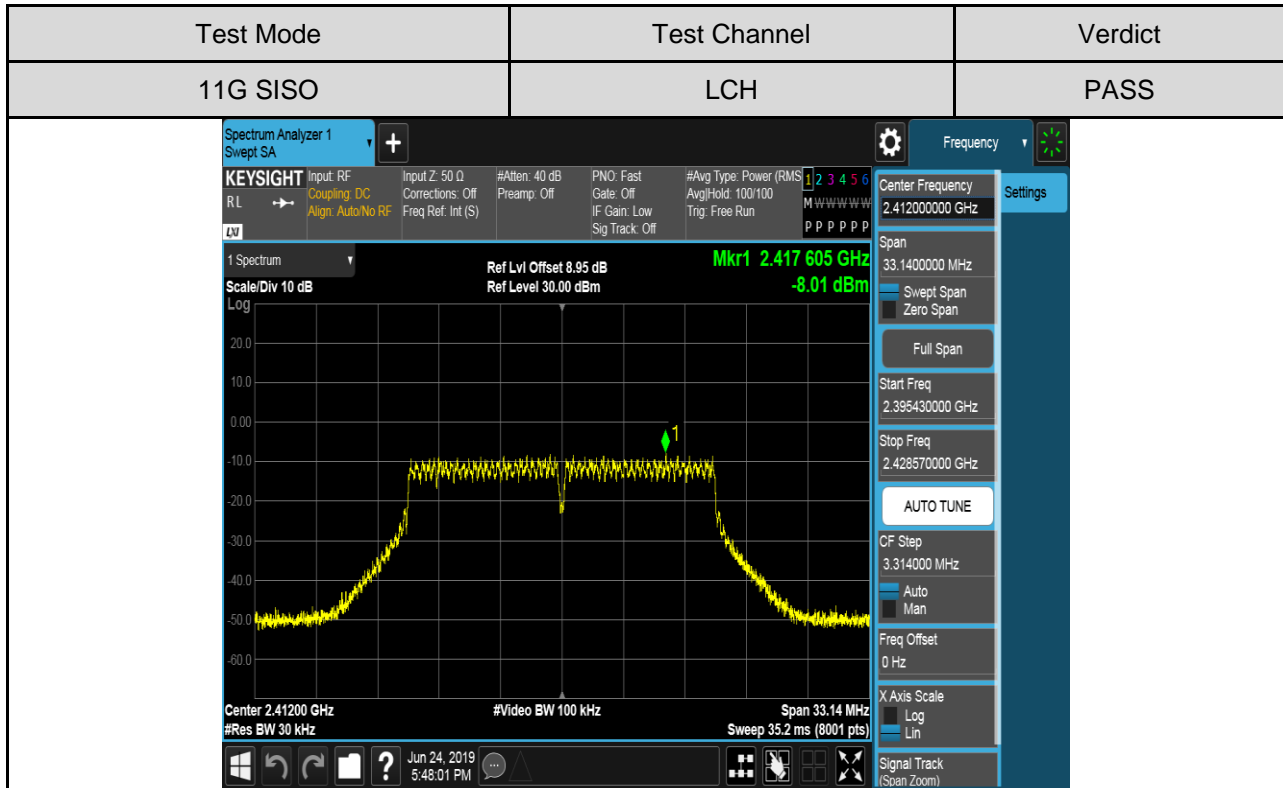 Test Mode Test Channel Verdict
11G SISO LCH PASS
Spectrum Analyzer 1
Swept SA
+
Frequency
KEYSIGHT
RL
LXI
Input: RF
Coupling: DC
Align: Auto/No RF
Input Z: 50 Ω
Corrections: Off
Freq Ref: Int (S)
#Atten: 40 dB
Preamp: Off
PNO: Fast
Gate: Off
IF Gain: Low
Sig Track: Off
#Avg Type: Power (RMS
Avg|Hold: 100/100
Trig: Free Run
1 2 3 4 5 6
M W W W W W
P P P P P P
1 Spectrum
Scale/Div 10 dB
Ref Lvl Offset 8.95 dB
Ref Level 30.00 dBm
Mkr1 2.417 605 GHz
-8.01 dBm
Log
20.0
10.0
0.00
-10.0
-20.0
-30.0
-40.0
-50.0
-60.0
1
Center 2.41200 GHz
#Res BW 30 kHz
#Video BW 100 kHz
Span 33.14 MHz
Sweep 35.2 ms (8001 pts)
Center Frequency
2.412000000 GHz
Settings
Span
33.1400000 MHz
Swept Span
Zero Span
Full Span
Start Freq
2.395430000 GHz
Stop Freq
2.428570000 GHz
AUTO TUNE
CF Step
3.314000 MHz
Auto
Man
Freq Offset
0 Hz
X Axis Scale
Log
Lin
Signal Track
(Span Zoom)
?
Jun 24, 2019
5:48:01 PM